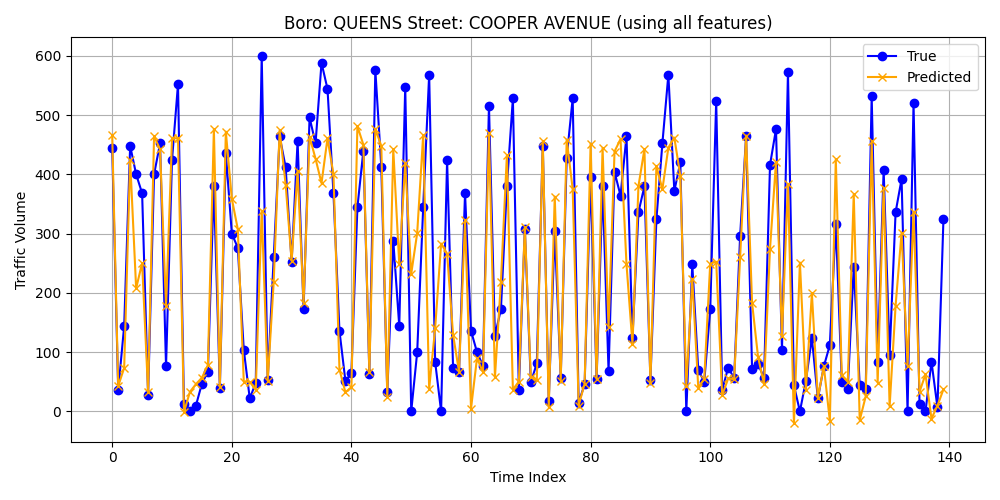 Boro: QUEENS Street: COOPER AVENUE (using all features)
True
Predicted
Traffic Volume
600
500
400
300
200
100
0
0 20 40 60 80 100 120 140
Time Index